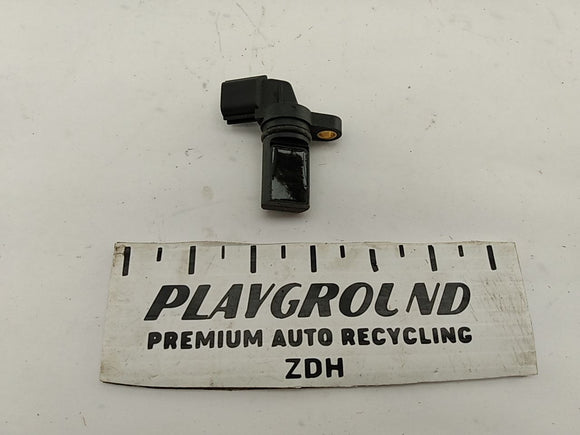 PLAYGROUND
PREMIUM AUTO RECYCLING
ZDH